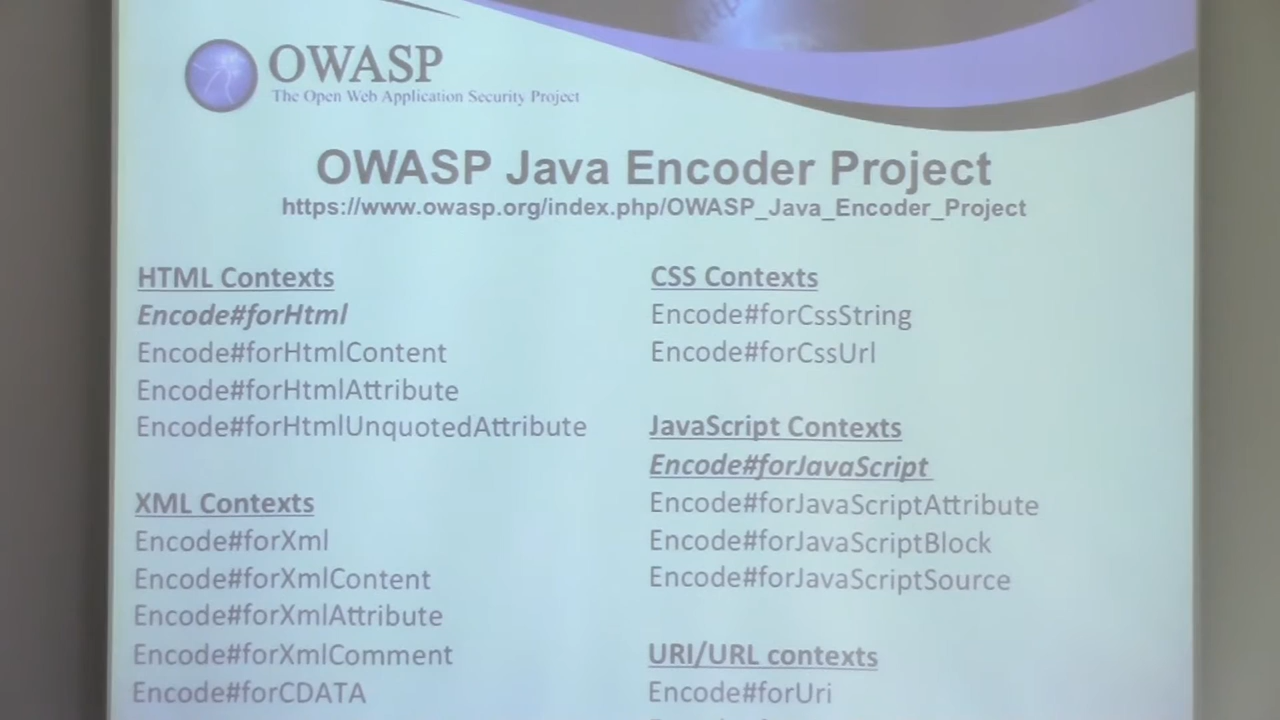 OWASP
The Open Web Application Security Project
OWASP Java Encoder Project
https://www.owasp.org/index.php/OWASP_Java_Encoder_Project
HTML Contexts
Encode#forHtml
Encode#forHtmlContent
Encode#forHtmlAttribute
Encode#forHtmlUnquotedAttribute
XML Contexts
Encode#forXml
Encode#forXmlContent
Encode#forXmlAttribute
Encode#forXmlComment
Encode#forCDATA
CSS Contexts
Encode#forCssString
Encode#forCssUrl
JavaScript Contexts
Encode#forJavaScript
Encode#forJavaScriptAttribute
Encode#forJavaScriptBlock
Encode#forJavaScriptSource
URI/URL contexts
Encode#forUri